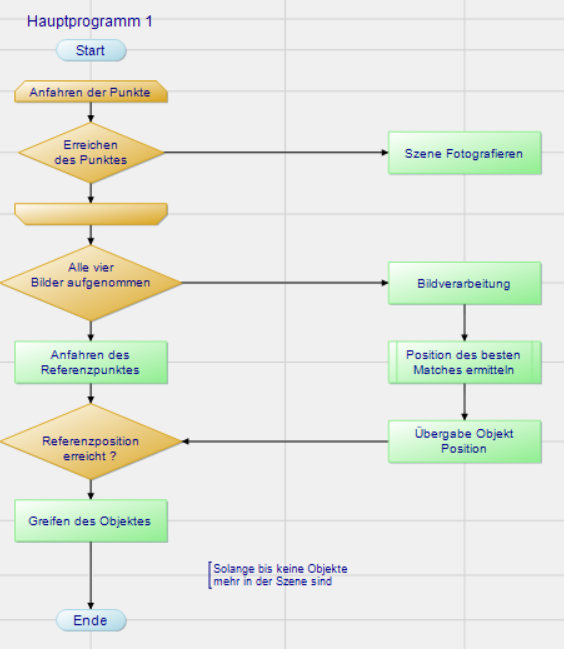 Hauptprogramm 1
Start
Anfahren der Punkte
Erreichen
des Punktes
Szene Fotografieren
Alle vier
Bilder aufgenommen
Bildverarbeitung
Anfahren des
Referenzpunktes
Position des besten
Matches ermitteln
Referenzposition
erreicht ?
Übergabe Objekt
Position
Greifen des Objektes
Solange bis keine Objekte
mehr in der Szene sind
Ende